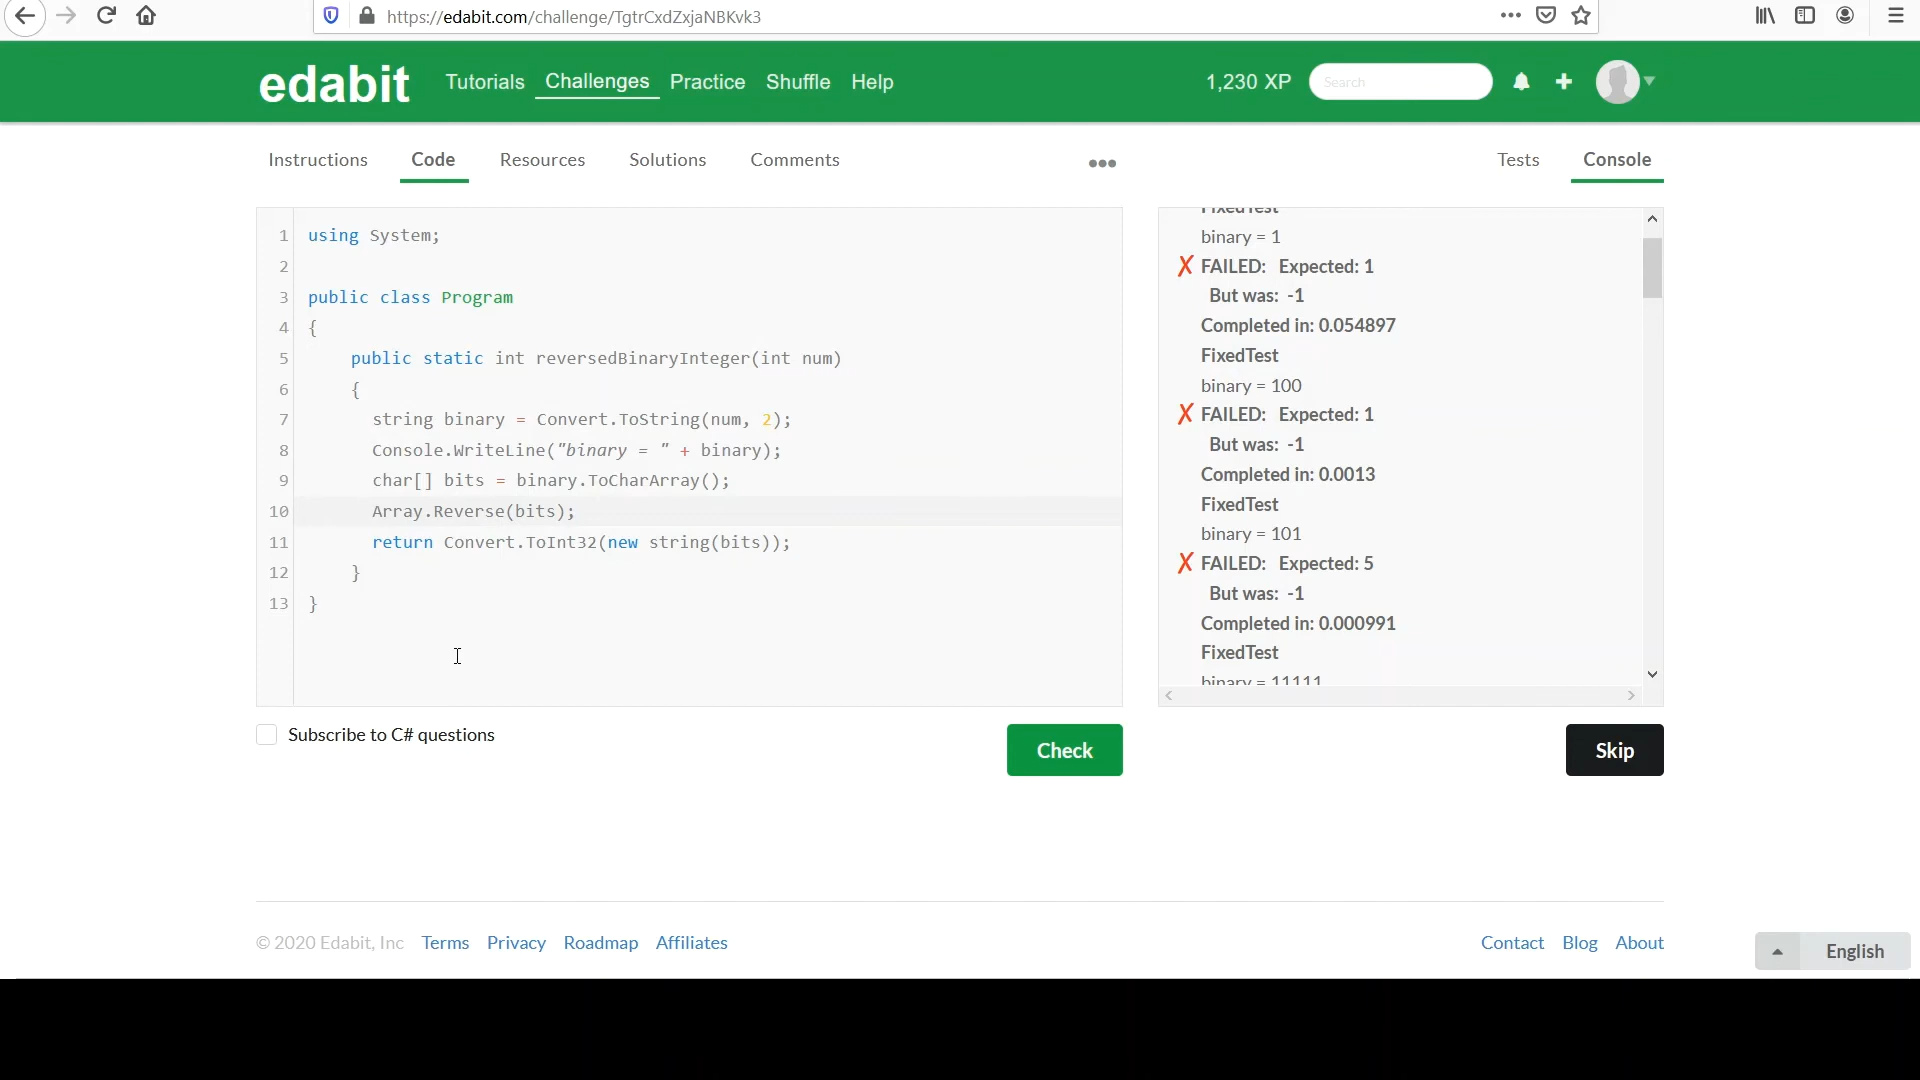 https://edabit.com/challenge/TgtrCxdZxjaNBKvk3
edabit Tutorials Challenges Practice Shuffle Help 1,230 XP Search
Instructions Code Resources Solutions Comments Tests Console
1 using System;
2
3 public class Program
4 {
5 public static int reversedBinaryInteger(int num)
6 {
7 string binary = Convert.ToString(num, 2);
8 Console.WriteLine("binary = " + binary);
9 char[] bits = binary.ToCharArray();
10 Array.Reverse(bits);
11 return Convert.ToInt32(new string(bits));
12 }
13 }
FixedTest
binary = 1
FAILED: Expected: 1
But was: -1
Completed in: 0.054897
FixedTest
binary = 100
FAILED: Expected: 1
But was: -1
Completed in: 0.0013
FixedTest
binary = 101
FAILED: Expected: 5
But was: -1
Completed in: 0.000991
FixedTest
binary = 11111
Subscribe to C# questions
Check
Skip
© 2020 Edabit, Inc Terms Privacy Roadmap Affiliates Contact Blog About
English